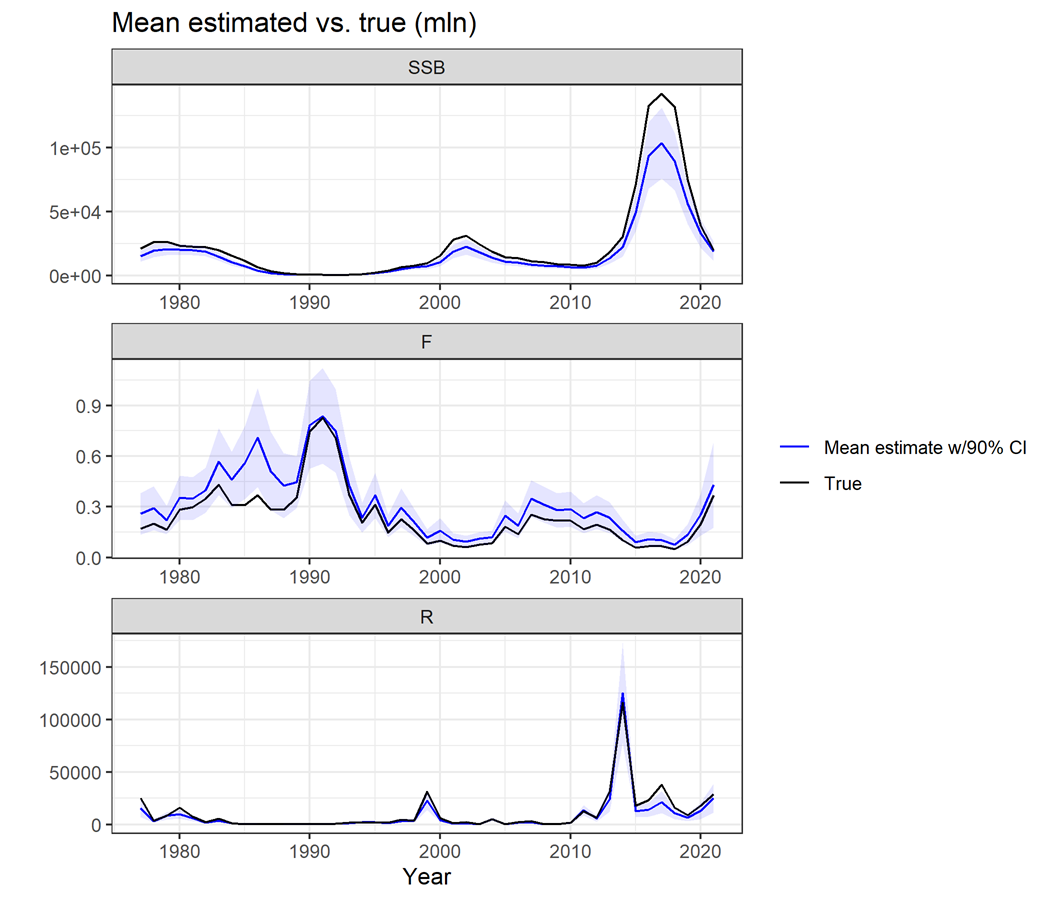 Mean estimated vs. true (mln)
SSB
1e+05
5e+04
0e+00
1980 1990 2000 2010 2020
F
0.9
0.6
0.3
0.0
1980 1990 2000 2010 2020
Mean estimate w/90% CI
True
R
150000
100000
50000
0
1980 1990 2000 2010 2020
Year